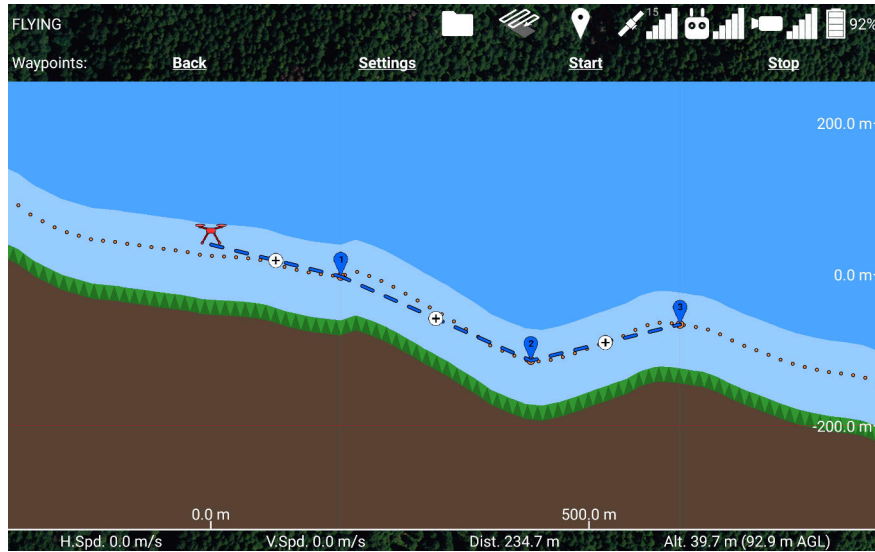 FLYING 15 92%
Waypoints: Back Settings Start Stop
200.0 m
1
0.0 m
3
2
-200.0 m
0.0 m 500.0 m
H.Spd. 0.0 m/s V.Spd. 0.0 m/s Dist. 234.7 m Alt. 39.7 m (92.9 m AGL)